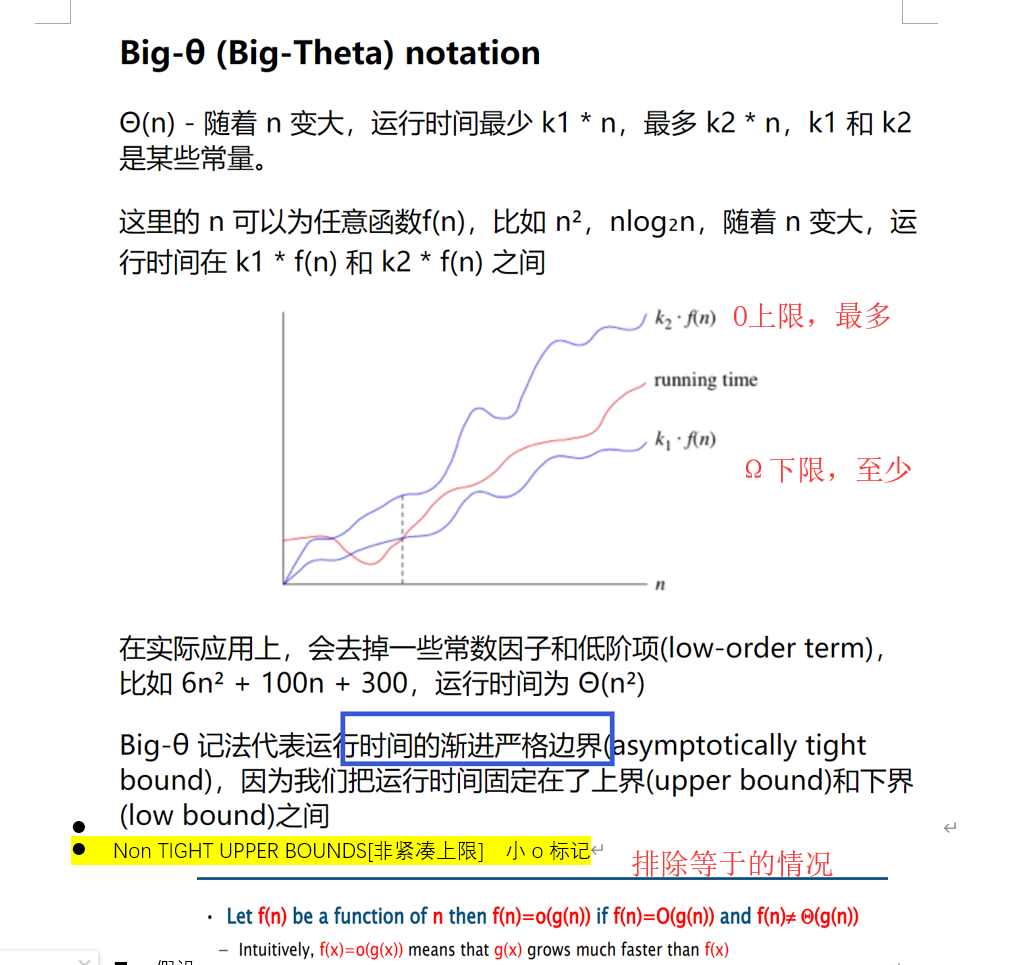 Big-θ (Big-Theta) notation
Θ(n) - 随着 n 变大，运行时间最少 k1 * n，最多 k2 * n，k1 和 k2
是某些常量。
这里的 n 可以为任意函数f(n)，比如 n²，nlog₂n，随着 n 变大，运
行时间在 k1 * f(n) 和 k2 * f(n) 之间
k₂ · f(n) O上限，最多
running time
k₁ · f(n)
Ω 下限，至少
n
在实际应用上，会去掉一些常数因子和低阶项(low-order term)，
比如 6n² + 100n + 300，运行时间为 Θ(n²)
Big-θ 记法代表运行时间的渐进严格边界(asymptotically tight
bound)，因为我们把运行时间固定在了上界(upper bound)和下界
(low bound)之间
Non TIGHT UPPER BOUNDS[非紧凑上限] 小 o 标记
排除等于的情况
Let f(n) be a function of n then f(n)=o(g(n)) if f(n)=O(g(n)) and f(n)≠ Θ(g(n))
– Intuitively, f(x)=o(g(x)) means that g(x) grows much faster than f(x)